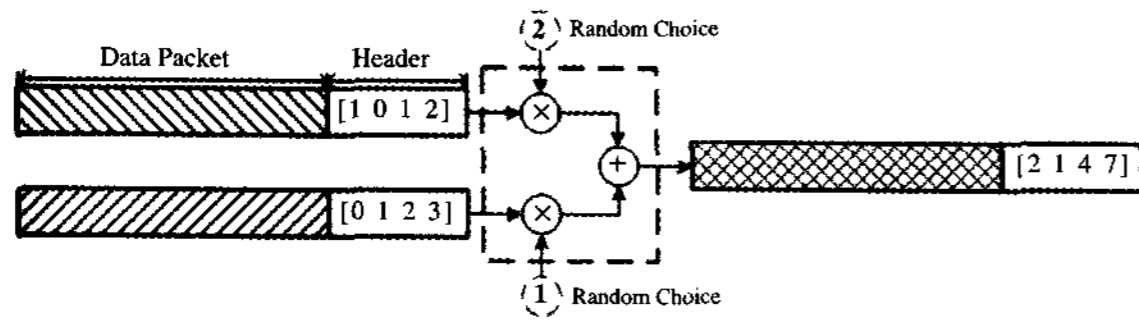 2 Random Choice
Data Packet Header
[1 0 1 2]
×
+
[2 1 4 7]
[0 1 2 3]
×
1 Random Choice